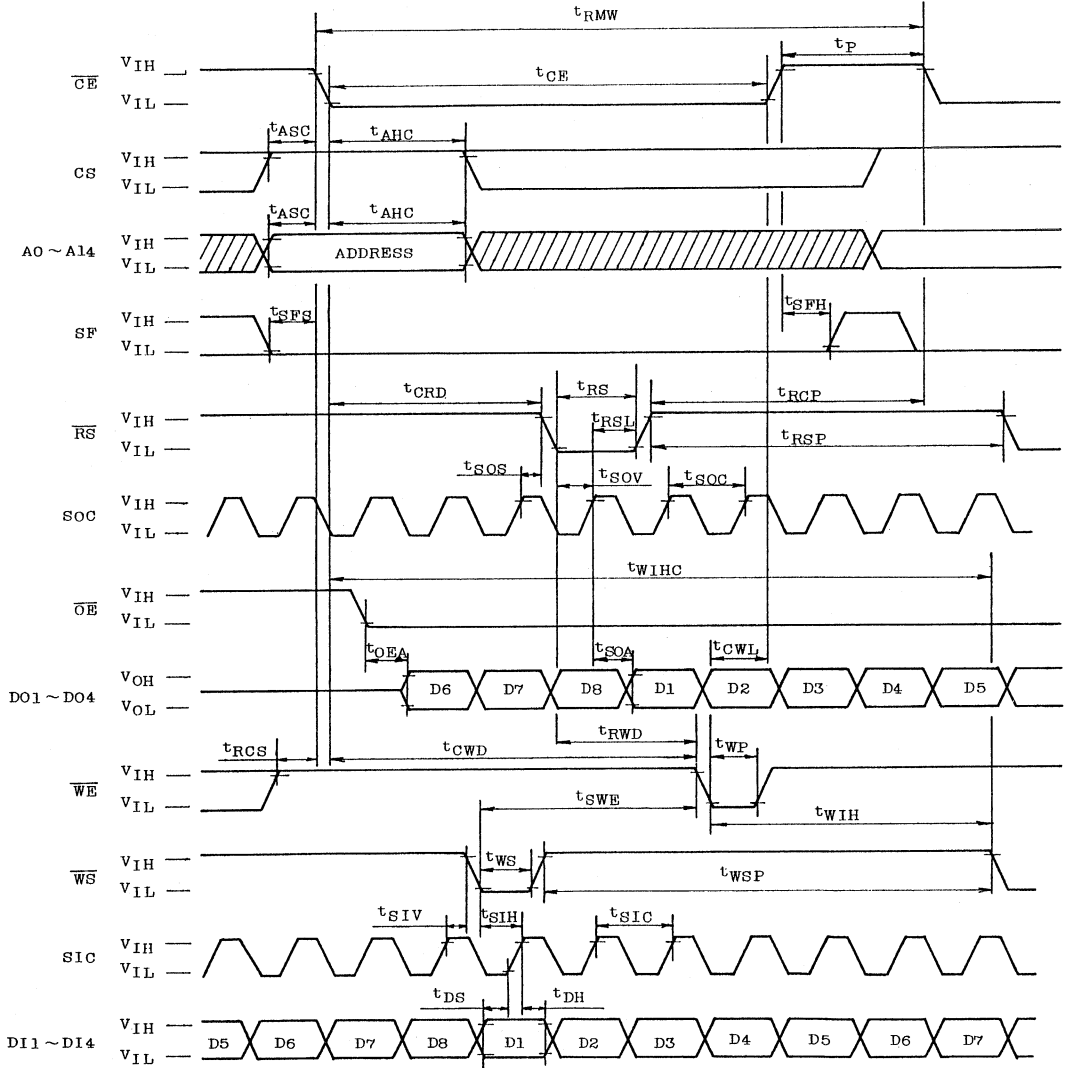 tRMW
tP
VIH
CE
VIL
tCE
tASC
tAHC
VIH
CS
VIL
tASC
tAHC
VIH
A0~A14
VIL
ADDRESS
tSFS
tSFH
VIH
SF
VIL
tCRD
tRS
tRCP
VIH
RS
VIL
tRSL
tRSP
tSOS
tSOV
tSOC
VIH
SOC
VIL
tWIHC
VIH
OE
VIL
tOEA
tSOA
tCWL
VOH
DO1~DO4
VOL
D6 D7 D8 D1 D2 D3 D4 D5
tRWD
tRCS
tCWD
tWP
VIH
WE
VIL
tSWE
tWIH
VIH
WS
VIL
tWS
tWSP
tSIV
tSIH
tSIC
VIH
SIC
VIL
tDS
tDH
VIH
DI1~DI4
VIL
D5 D6 D7 D8 D1 D2 D3 D4 D5 D6 D7